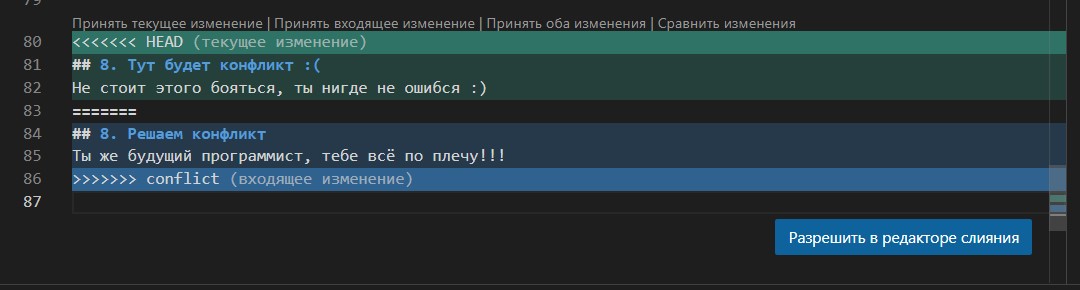 79
Принять текущее изменение | Принять входящее изменение | Принять оба изменения | Сравнить изменения
80 <<<<<<< HEAD (текущее изменение)
81 ## 8. Тут будет конфликт :(
82 Не стоит этого бояться, ты нигде не ошибся :)
83 =======
84 ## 8. Решаем конфликт
85 Ты же будущий программист, тебе всё по плечу!!!
86 >>>>>>> conflict (входящее изменение)
87
Разрешить в редакторе слияния